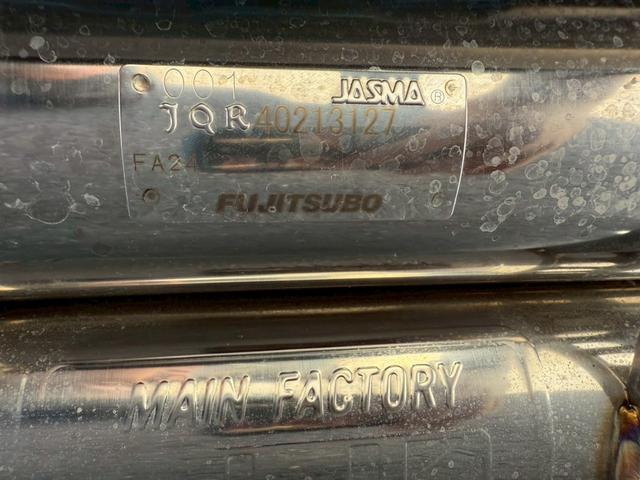 001 JASMA®
JQR40213127
FA24
FUJITSUBO
MAIN FACTORY